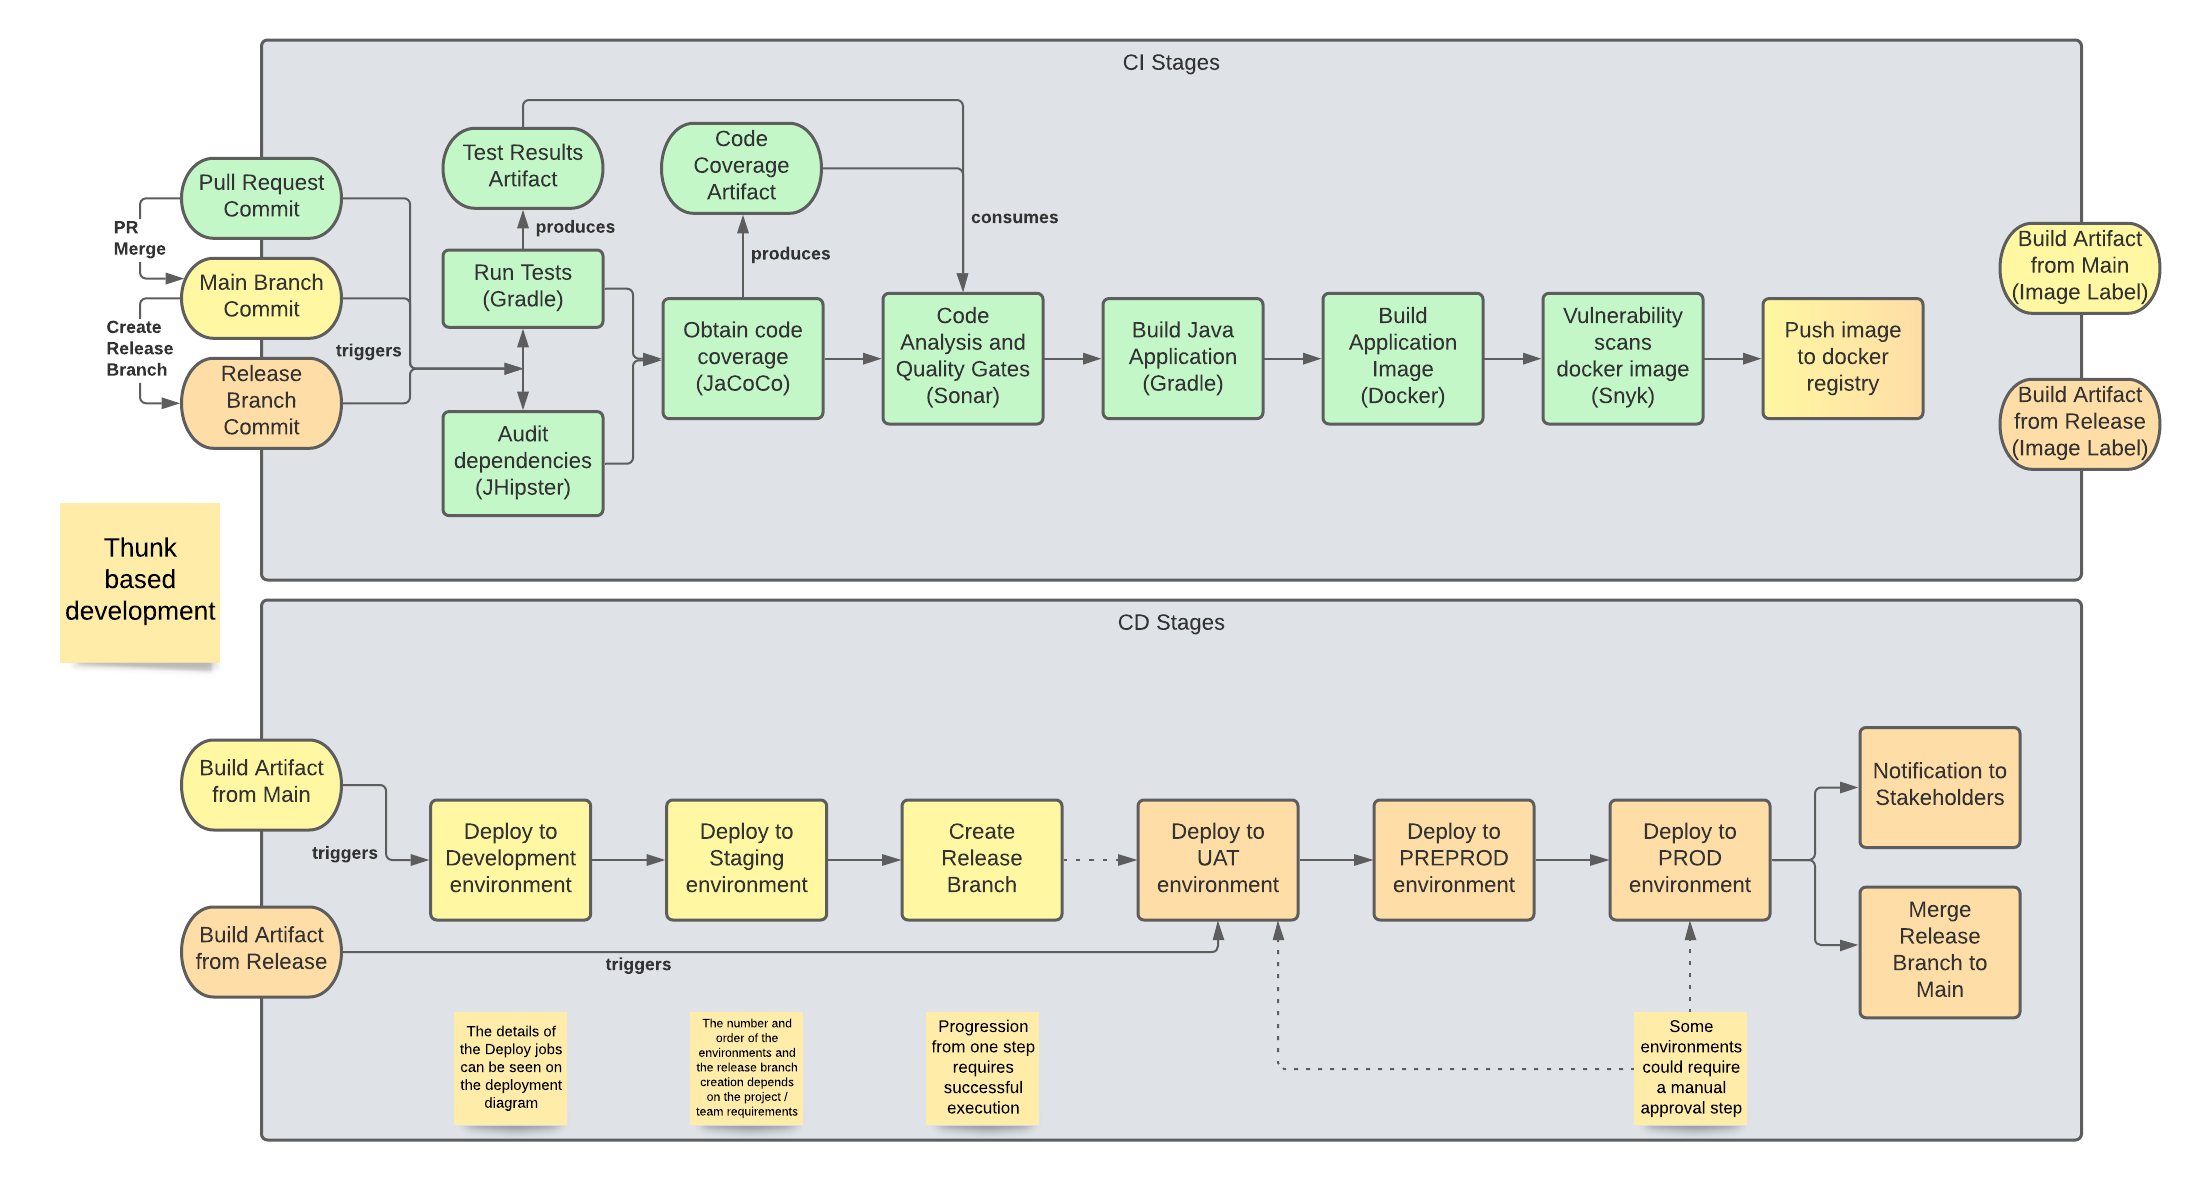 CI Stages
Pull Request
Commit
PR
Merge
Main Branch
Commit
Create
Release
Branch
Release
Branch
Commit
triggers
Test Results
Artifact
produces
Run Tests
(Gradle)
Audit
dependencies
(JHipster)
Code
Coverage
Artifact
produces
Obtain code
coverage
(JaCoCo)
consumes
Code
Analysis and
Quality Gates
(Sonar)
Build Java
Application
(Gradle)
Build
Application
Image
(Docker)
Vulnerability
scans
docker image
(Snyk)
Push image
to docker
registry
Build Artifact
from Main
(Image Label)
Build Artifact
from Release
(Image Label)
Thunk
based
development
CD Stages
Build Artifact
from Main
triggers
Build Artifact
from Release
triggers
Deploy to
Development
environment
Deploy to
Staging
environment
Create
Release
Branch
Deploy to
UAT
environment
Deploy to
PREPROD
environment
Deploy to
PROD
environment
Notification to
Stakeholders
Merge
Release
Branch to
Main
The details of
the Deploy jobs
can be seen on
the deployment
diagram
The number and
order of the
environments and
the release branch
creation depends
on the project /
team requirements
Progression
from one step
requires
successful
execution
Some
environments
could require
a manual
approval step